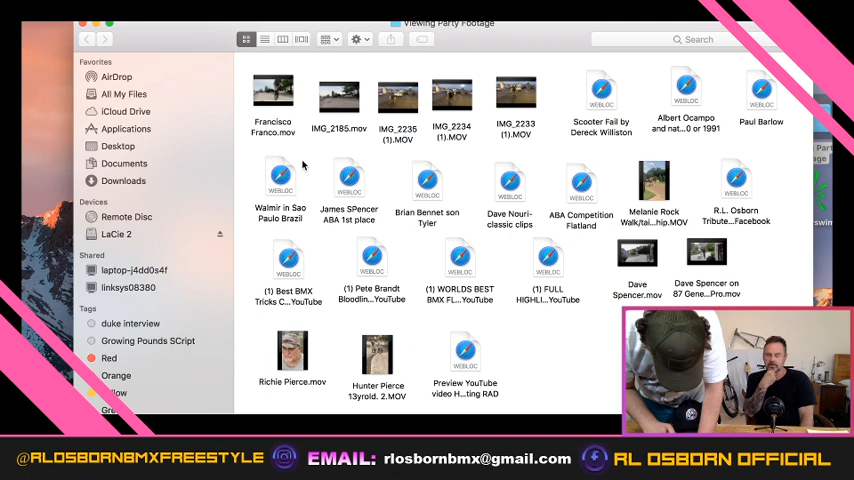 Viewing Party Footage
Search
Favorites
AirDrop
All My Files
iCloud Drive
Applications
Desktop
Documents
Downloads
Devices
Remote Disc
LaCie 2
Shared
laptop-j4dd0s4f
linksys08380
Tags
duke interview
Growing Pounds SCript
Red
Orange
Francisco
Franco.mov
IMG_2185.mov
IMG_2235
(1).MOV
IMG_2234
(1).MOV
IMG_2233
(1).MOV
WEBLOC
Scooter Fail by
Dereck Williston
WEBLOC
Albert Ocampo
and nat...0 or 1991
WEBLOC
Paul Barlow
WEBLOC
Walmir in Sao
Paulo Brazil
WEBLOC
James SPencer
ABA 1st place
WEBLOC
Brian Bennet son
Tyler
WEBLOC
Dave Nouri-
classic clips
WEBLOC
ABA Competition
Flatland
Melanie Rock
Walk/tai...hip.MOV
WEBLOC
R.L. Osborn
Tribute...Facebook
WEBLOC
(1) Best BMX
Tricks C...YouTube
WEBLOC
(1) Pete Brandt
Bloodlin...YouTube
WEBLOC
(1) WORLDS BEST
BMX FL...YouTube
WEBLOC
(1) FULL
HIGHLI...YouTube
Dave
Spencer.mov
Dave Spencer on
87 Gene...Pro.mov
Richie Pierce.mov
Hunter Pierce
13yrold. 2.MOV
WEBLOC
Preview YouTube
video H...ting RAD
@RLOSBORNBMXFREESTYLE
EMAIL: rlosbornbmx@gmail.com
RL OSBORN OFFICIAL